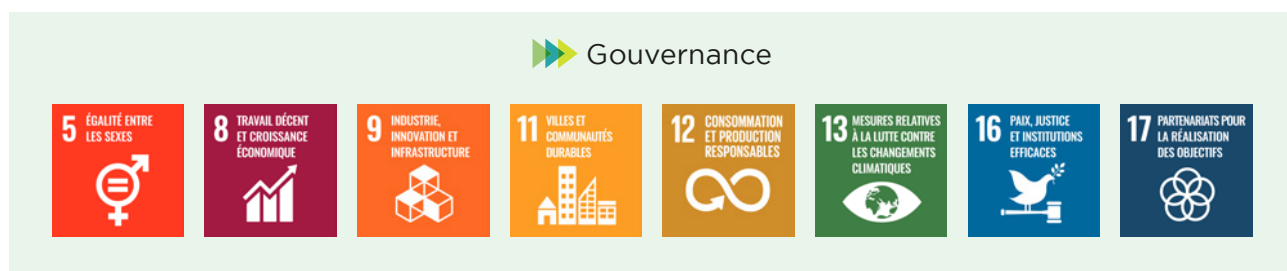 Gouvernance
5 ÉGALITÉ ENTRE
LES SEXES
8 TRAVAIL DÉCENT
ET CROISSANCE
ÉCONOMIQUE
9 INDUSTRIE,
INNOVATION ET
INFRASTRUCTURE
11 VILLES ET
COMMUNAUTÉS
DURABLES
12 CONSOMMATION
ET PRODUCTION
RESPONSABLES
13 MESURES RELATIVES
À LA LUTTE CONTRE
LES CHANGEMENTS
CLIMATIQUES
16 PAIX, JUSTICE
ET INSTITUTIONS
EFFICACES
17 PARTENARIATS POUR
LA RÉALISATION
DES OBJECTIFS